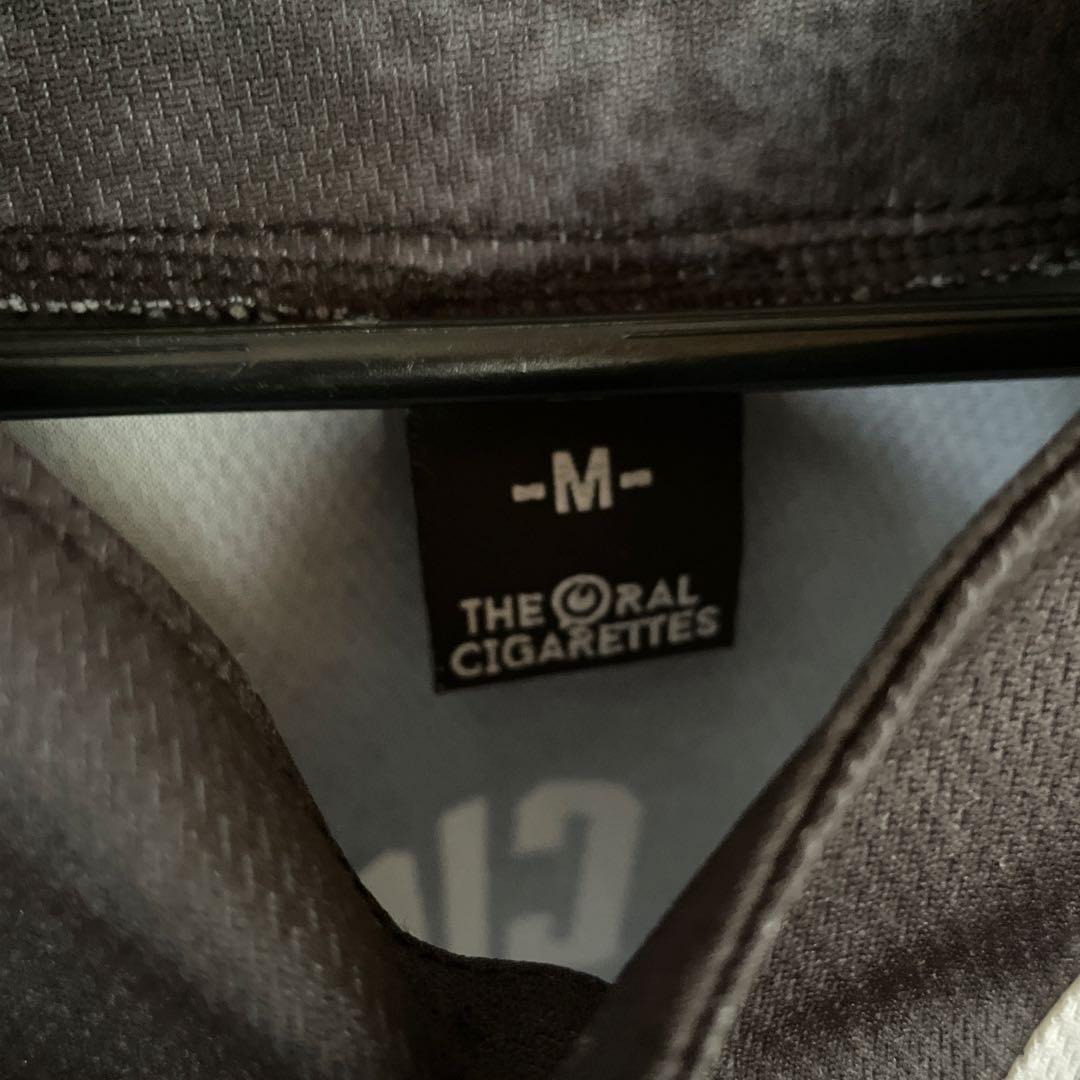 -M-
THE ORAL
CIGARETTES